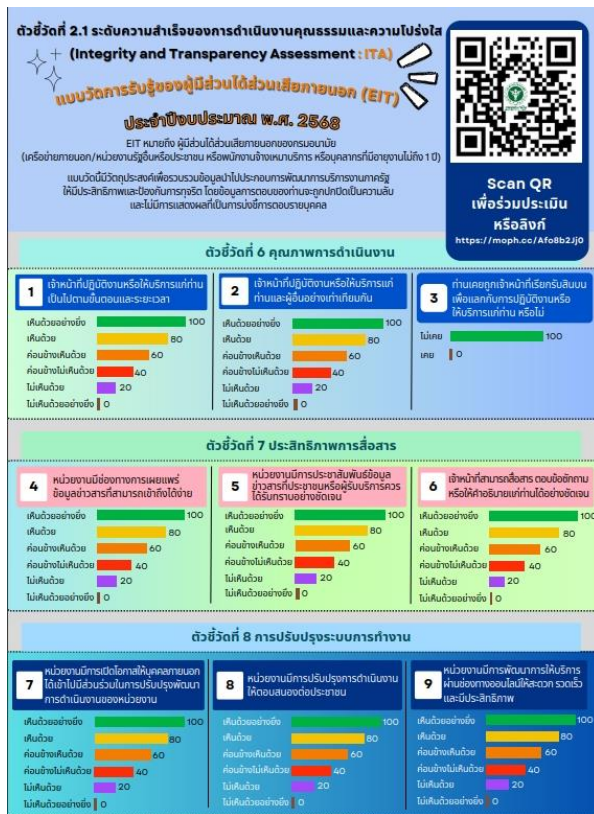 ตัวชี้วัดที่ 2.1 ระดับความสำเร็จของการดำเนินงานคุณธรรมและความโปร่งใส
(Integrity and Transparency Assessment : ITA)
แบบวัดการรับรู้ของผู้มีส่วนได้ส่วนเสียภายนอก (EIT)
ประจำปีงบประมาณ พ.ศ. 2568
EIT หมายถึง ผู้มีส่วนได้ส่วนเสียภายนอกของกรมอนามัย
(เครือข่ายภายนอก/หน่วยงานรัฐอื่นหรือประชาชน หรือพนักงานจ้างเหมาบริการ หรือบุคลากรที่มีอายุงานไม่ถึง 1 ปี)
แบบวัดนี้มีวัตถุประสงค์เพื่อรวบรวมข้อมูลนำไปประกอบการพัฒนาการบริหารงานภาครัฐ
ให้มีประสิทธิภาพและป้องกันการทุจริต โดยข้อมูลการตอบของท่านจะถูกปกปิดเป็นความลับ
และไม่มีการแสดงผลที่เป็นการบ่งชี้การตอบรายบุคคล
Scan QR
เพื่อร่วมประเมิน
หรือลิงก์
https://moph.cc/Afo8b2Jj0
ตัวชี้วัดที่ 6 คุณภาพการดำเนินงาน
1
เจ้าหน้าที่ปฏิบัติงานหรือให้บริการแก่ท่าน
เป็นไปตามขั้นตอนและระยะเวลา
เห็นด้วยอย่างยิ่ง 100
เห็นด้วย 80
ค่อนข้างเห็นด้วย 60
ค่อนข้างไม่เห็นด้วย 40
ไม่เห็นด้วย 20
ไม่เห็นด้วยอย่างยิ่ง 0
2
เจ้าหน้าที่ปฏิบัติงานหรือให้บริการแก่
ท่านและผู้อื่นอย่างเท่าเทียมกัน
เห็นด้วยอย่างยิ่ง 100
เห็นด้วย 80
ค่อนข้างเห็นด้วย 60
ค่อนข้างไม่เห็นด้วย 40
ไม่เห็นด้วย 20
ไม่เห็นด้วยอย่างยิ่ง 0
3
ท่านเคยถูกเจ้าหน้าที่เรียกรับสินบน
เพื่อแลกกับการปฏิบัติงานหรือ
ให้บริการแก่ท่าน หรือไม่
ไม่เคย 100
เคย 0
ตัวชี้วัดที่ 7 ประสิทธิภาพการสื่อสาร
4
หน่วยงานมีช่องทางการเผยแพร่
ข้อมูลข่าวสารที่สามารถเข้าถึงได้ง่าย
เห็นด้วยอย่างยิ่ง 100
เห็นด้วย 80
ค่อนข้างเห็นด้วย 60
ค่อนข้างไม่เห็นด้วย 40
ไม่เห็นด้วย 20
ไม่เห็นด้วยอย่างยิ่ง 0
5
หน่วยงานมีการประชาสัมพันธ์ข้อมูล
ข่าวสารที่ประชาชนหรือผู้รับบริการควร
ได้รับทราบอย่างชัดเจน
เห็นด้วยอย่างยิ่ง 100
เห็นด้วย 80
ค่อนข้างเห็นด้วย 60
ค่อนข้างไม่เห็นด้วย 40
ไม่เห็นด้วย 20
ไม่เห็นด้วยอย่างยิ่ง 0
6
เจ้าหน้าที่สามารถสื่อสาร ตอบข้อซักถาม
หรือให้คำอธิบายแก่ท่านได้อย่างชัดเจน
เห็นด้วยอย่างยิ่ง 100
เห็นด้วย 80
ค่อนข้างเห็นด้วย 60
ค่อนข้างไม่เห็นด้วย 40
ไม่เห็นด้วย 20
ไม่เห็นด้วยอย่างยิ่ง 0
ตัวชี้วัดที่ 8 การปรับปรุงระบบการทำงาน
7
หน่วยงานมีการเปิดโอกาสให้บุคคลภายนอก
ได้เข้าไปมีส่วนร่วมในการปรับปรุงพัฒนา
การดำเนินงานของหน่วยงาน
เห็นด้วยอย่างยิ่ง 100
เห็นด้วย 80
ค่อนข้างเห็นด้วย 60
ค่อนข้างไม่เห็นด้วย 40
ไม่เห็นด้วย 20
ไม่เห็นด้วยอย่างยิ่ง 0
8
หน่วยงานมีการปรับปรุงการดำเนินงาน
ให้ตอบสนองต่อประชาชน
เห็นด้วยอย่างยิ่ง 100
เห็นด้วย 80
ค่อนข้างเห็นด้วย 60
ค่อนข้างไม่เห็นด้วย 40
ไม่เห็นด้วย 20
ไม่เห็นด้วยอย่างยิ่ง 0
9
หน่วยงานมีการพัฒนาการให้บริการ
ผ่านช่องทางออนไลน์ให้สะดวก รวดเร็ว
และมีประสิทธิภาพ
เห็นด้วยอย่างยิ่ง 100
เห็นด้วย 80
ค่อนข้างเห็นด้วย 60
ค่อนข้างไม่เห็นด้วย 40
ไม่เห็นด้วย 20
ไม่เห็นด้วยอย่างยิ่ง 0